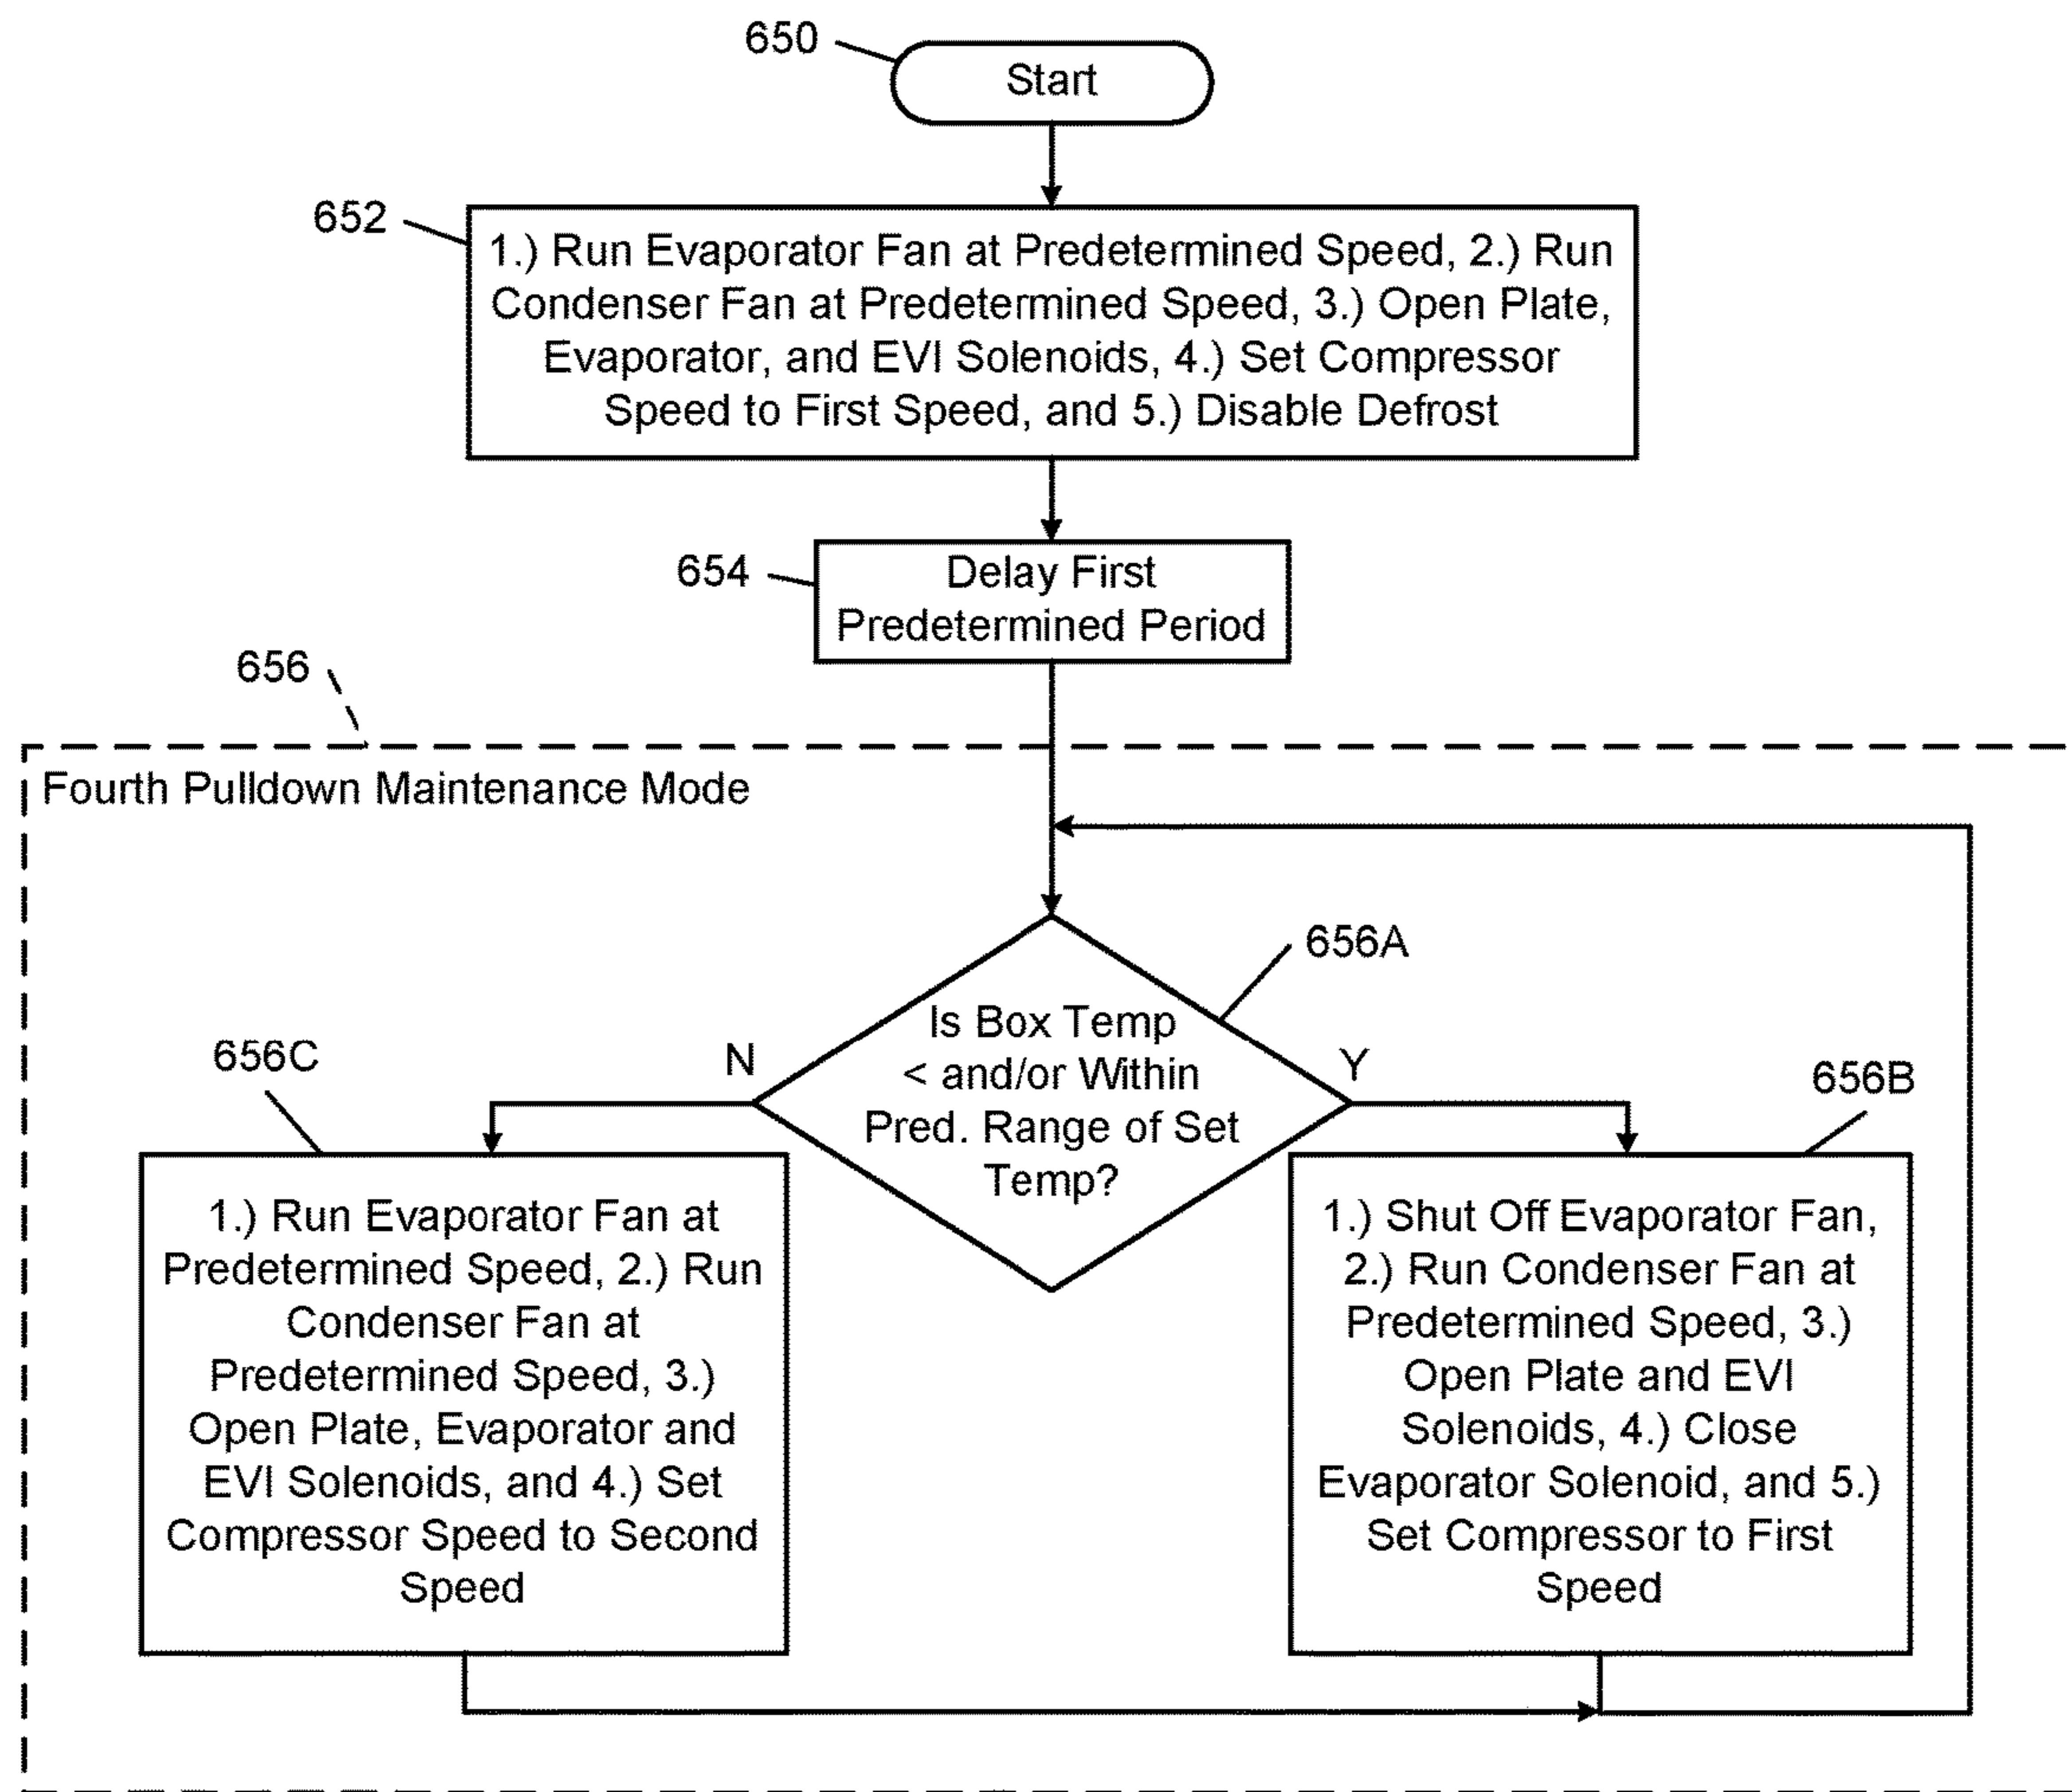 650
Start
652
1.) Run Evaporator Fan at Predetermined Speed, 2.) Run
Condenser Fan at Predetermined Speed, 3.) Open Plate,
Evaporator, and EVI Solenoids, 4.) Set Compressor
Speed to First Speed, and 5.) Disable Defrost
654
Delay First
Predetermined Period
656
Fourth Pulldown Maintenance Mode
656A
Is Box Temp
< and/or Within
Pred. Range of Set
Temp?
N
Y
656C
1.) Run Evaporator Fan at
Predetermined Speed, 2.) Run
Condenser Fan at
Predetermined Speed, 3.)
Open Plate, Evaporator and
EVI Solenoids, and 4.) Set
Compressor Speed to Second
Speed
656B
1.) Shut Off Evaporator Fan,
2.) Run Condenser Fan at
Predetermined Speed, 3.)
Open Plate and EVI
Solenoids, 4.) Close
Evaporator Solenoid, and 5.)
Set Compressor to First
Speed